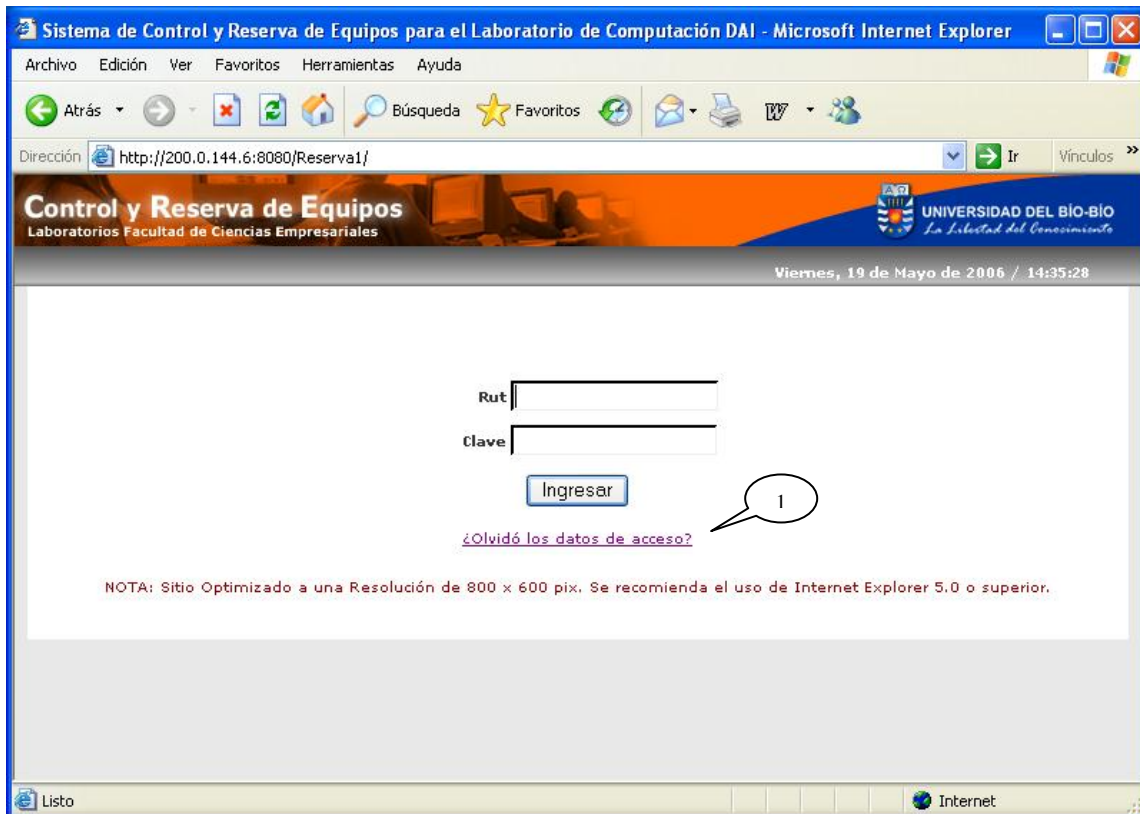 Sistema de Control y Reserva de Equipos para el Laboratorio de Computación DAI - Microsoft Internet Explorer
Archivo Edición Ver Favoritos Herramientas Ayuda
Atrás Búsqueda Favoritos
Dirección http://200.0.144.6:8080/Reserva1/ Ir Vínculos »
Control y Reserva de Equipos
Laboratorios Facultad de Ciencias Empresariales
UNIVERSIDAD DEL BÍO-BÍO
La Libertad del Conocimiento
Viernes, 19 de Mayo de 2006 / 14:35:28
Rut
Clave
Ingresar
1
¿Olvidó los datos de acceso?
NOTA: Sitio Optimizado a una Resolución de 800 x 600 pix. Se recomienda el uso de Internet Explorer 5.0 o superior.
Listo Internet